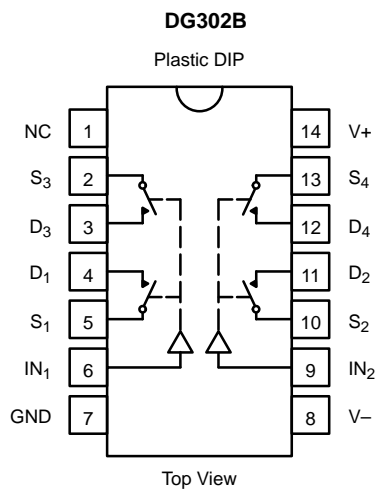 DG302B
Plastic DIP
NC 1 14 V+
S3 2 13 S4
D3 3 12 D4
D1 4 11 D2
S1 5 10 S2
IN1 6 9 IN2
GND 7 8 V–
Top View